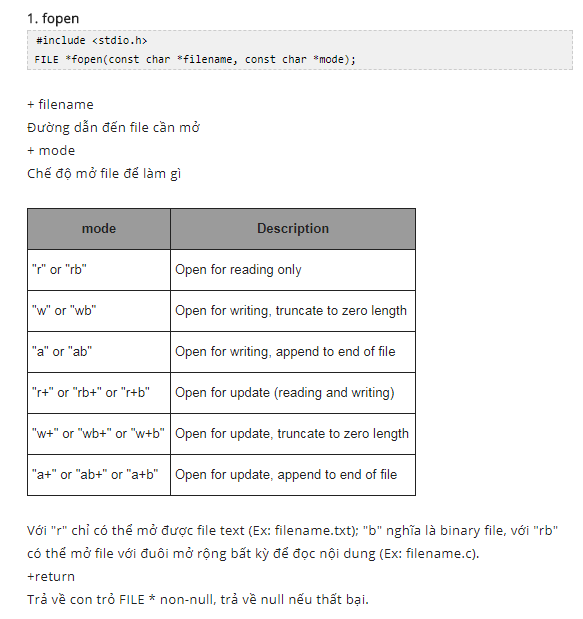 1. fopen
#include <stdio.h>
FILE *fopen(const char *filename, const char *mode);
+ filename
Đường dẫn đến file cần mở
+ mode
Chế độ mở file để làm gì
mode Description
"r" or "rb" Open for reading only
"w" or "wb" Open for writing, truncate to zero length
"a" or "ab" Open for writing, append to end of file
"r+" or "rb+" or "r+b" Open for update (reading and writing)
"w+" or "wb+" or "w+b" Open for update, truncate to zero length
"a+" or "ab+" or "a+b" Open for update, append to end of file
Với "r" chỉ có thể mở được file text (Ex: filename.txt); "b" nghĩa là binary file, với "rb"
có thể mở file với đuôi mở rộng bất kỳ để đọc nội dung (Ex: filename.c).
+return
Trả về con trỏ FILE * non-null, trả về null nếu thất bại.